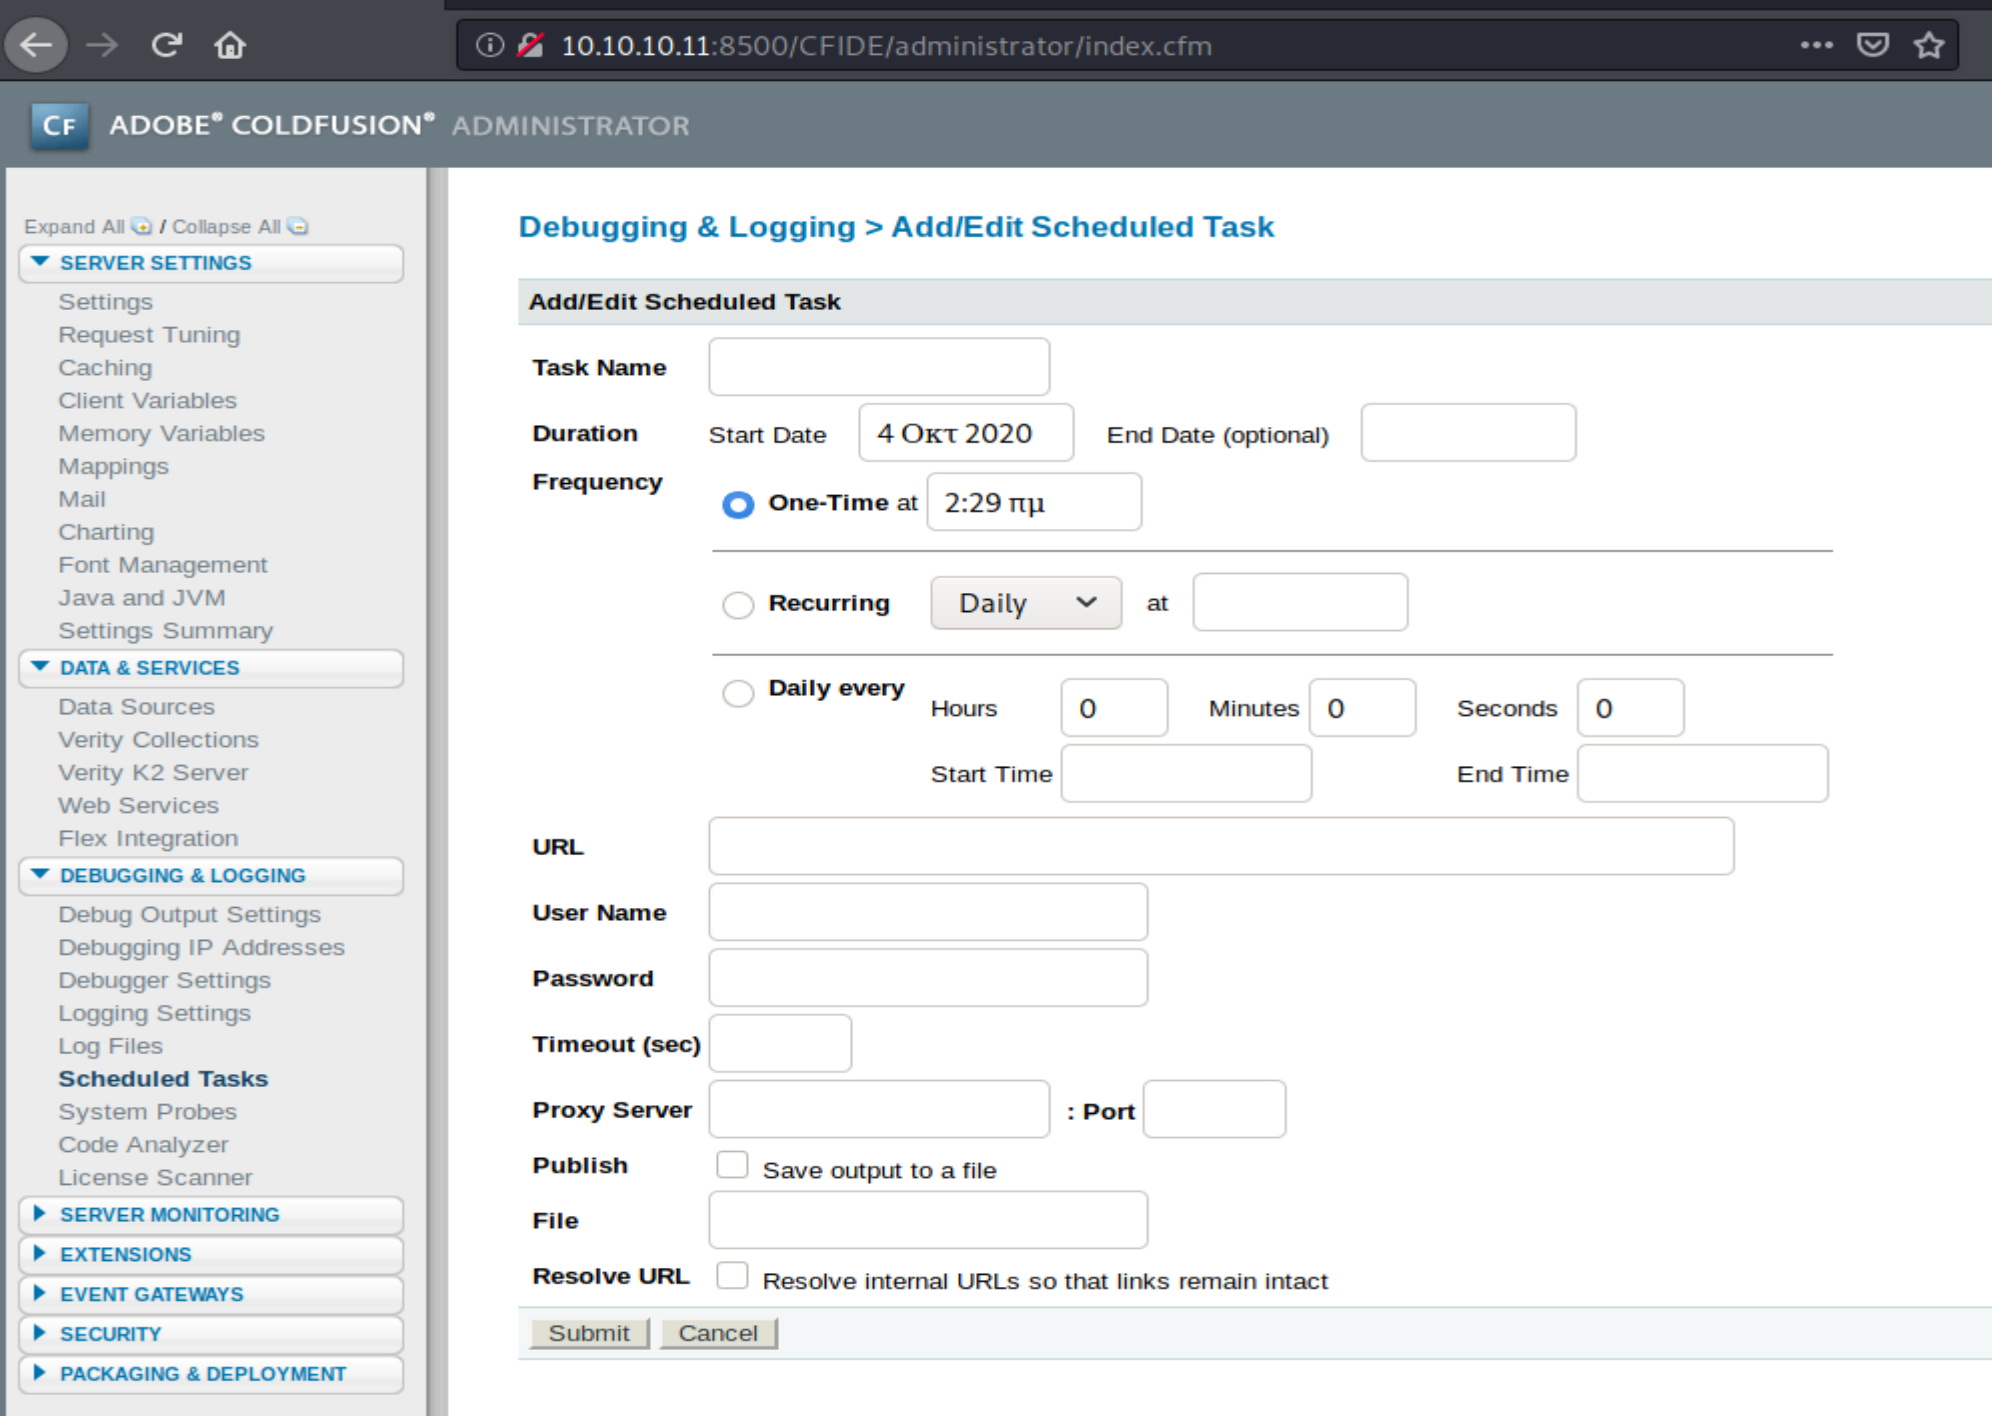 10.10.10.11:8500/CFIDE/administrator/index.cfm
CF ADOBE® COLDFUSION® ADMINISTRATOR
Expand All / Collapse All
SERVER SETTINGS
Settings
Request Tuning
Caching
Client Variables
Memory Variables
Mappings
Mail
Charting
Font Management
Java and JVM
Settings Summary
DATA & SERVICES
Data Sources
Verity Collections
Verity K2 Server
Web Services
Flex Integration
DEBUGGING & LOGGING
Debug Output Settings
Debugging IP Addresses
Debugger Settings
Logging Settings
Log Files
Scheduled Tasks
System Probes
Code Analyzer
License Scanner
SERVER MONITORING
EXTENSIONS
EVENT GATEWAYS
SECURITY
PACKAGING & DEPLOYMENT
Debugging & Logging > Add/Edit Scheduled Task
Add/Edit Scheduled Task
Task Name
Duration Start Date 4 Οκτ 2020 End Date (optional)
Frequency
One-Time at 2:29 πμ
Recurring Daily at
Daily every Hours 0 Minutes 0 Seconds 0
Start Time End Time
URL
User Name
Password
Timeout (sec)
Proxy Server : Port
Publish Save output to a file
File
Resolve URL Resolve internal URLs so that links remain intact
Submit Cancel